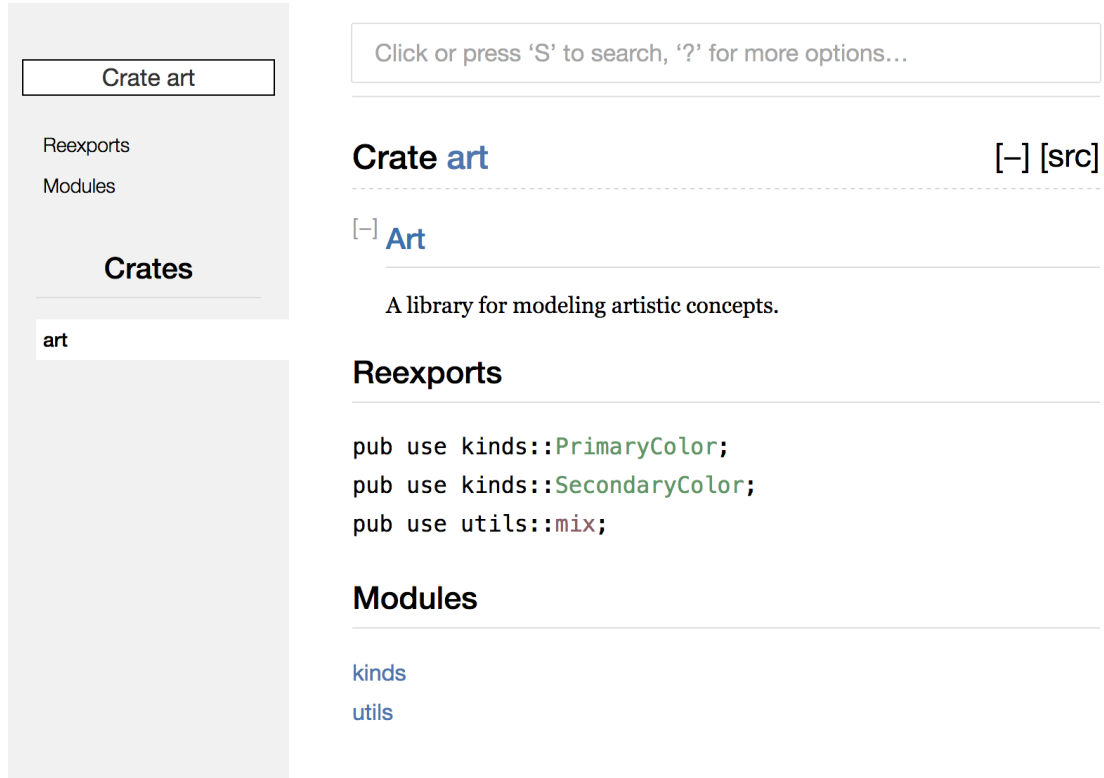 Crate art
Reexports
Modules
Crates
art
Click or press ‘S’ to search, ‘?’ for more options…
Crate art [−] [src]
[−] Art
A library for modeling artistic concepts.
Reexports
pub use kinds::PrimaryColor;
pub use kinds::SecondaryColor;
pub use utils::mix;
Modules
kinds
utils